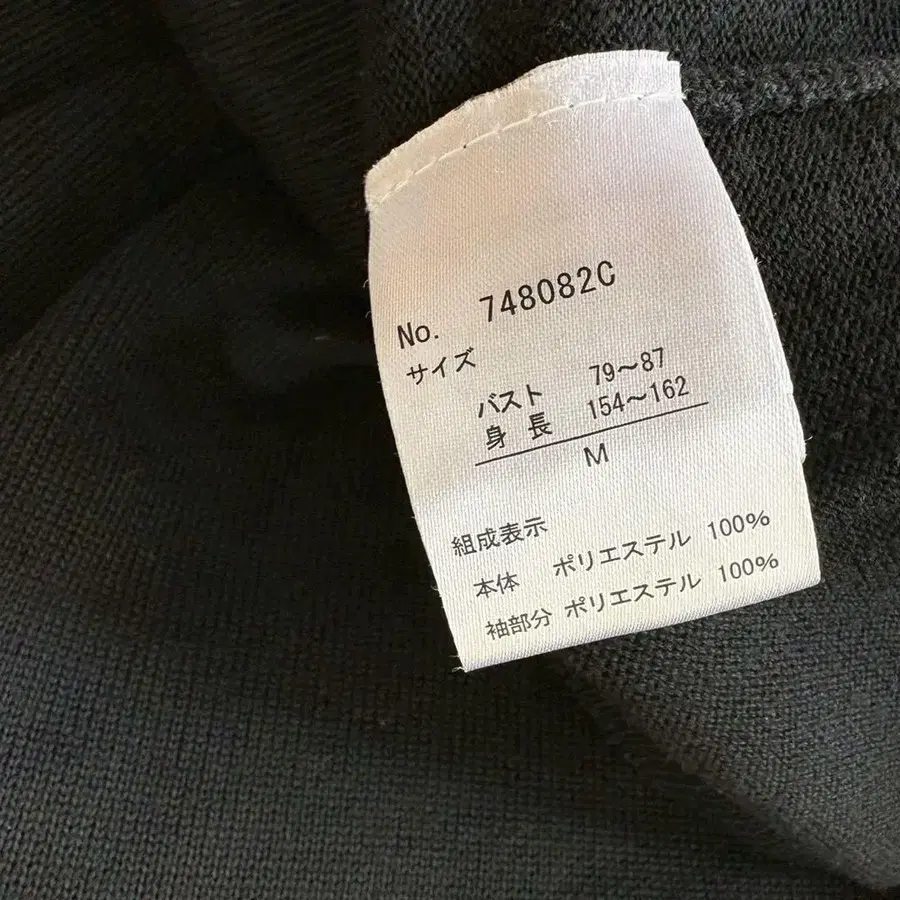 No. 748082C
サイズ
バスト 79〜87
身長 154〜162
M
組成表示
本体 ポリエステル 100%
袖部分 ポリエステル 100%